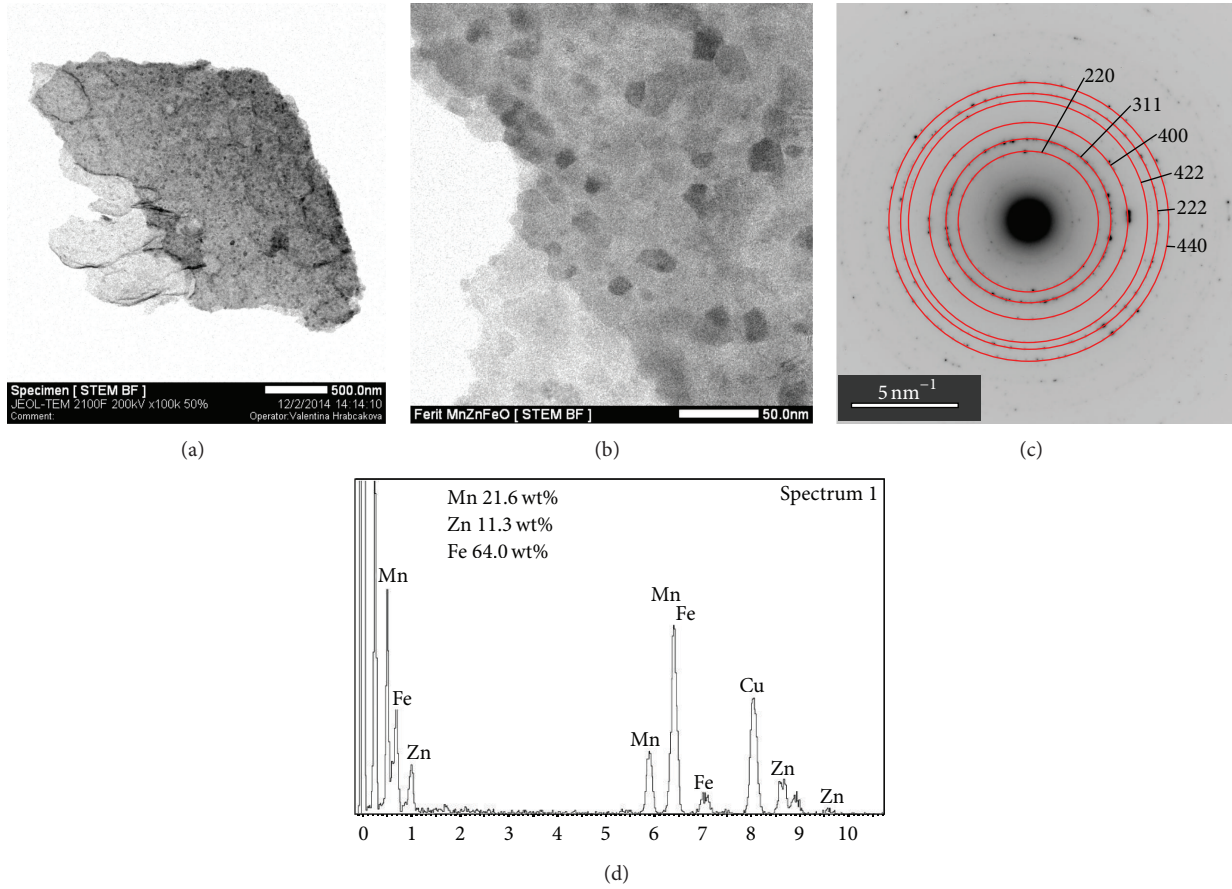 Specimen [ STEM BF ]
500.0nm
JEOL-TEM 2100F 200kV x100k 50%
12/2/2014 14:14:10
Comment:
Operator:Valentina Hrabcakova
(a)
Ferit MnZnFeO [ STEM BF ]
50.0nm
(b)
220
311
400
422
222
440
5 nm⁻¹
(c)
Mn 21.6 wt%
Zn 11.3 wt%
Fe 64.0 wt%
Spectrum 1
Mn
Fe
Zn
Mn
Mn
Fe
Fe
Cu
Zn
Zn
0 1 2 3 4 5 6 7 8 9 10
(d)